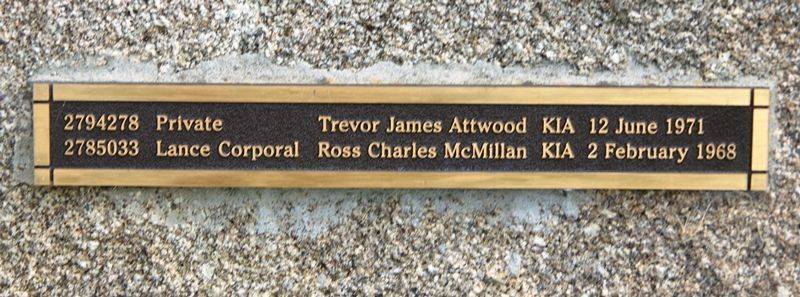 2794278 Private Trevor James Attwood KIA 12 June 1971
2785033 Lance Corporal Ross Charles McMillan KIA 2 February 1968